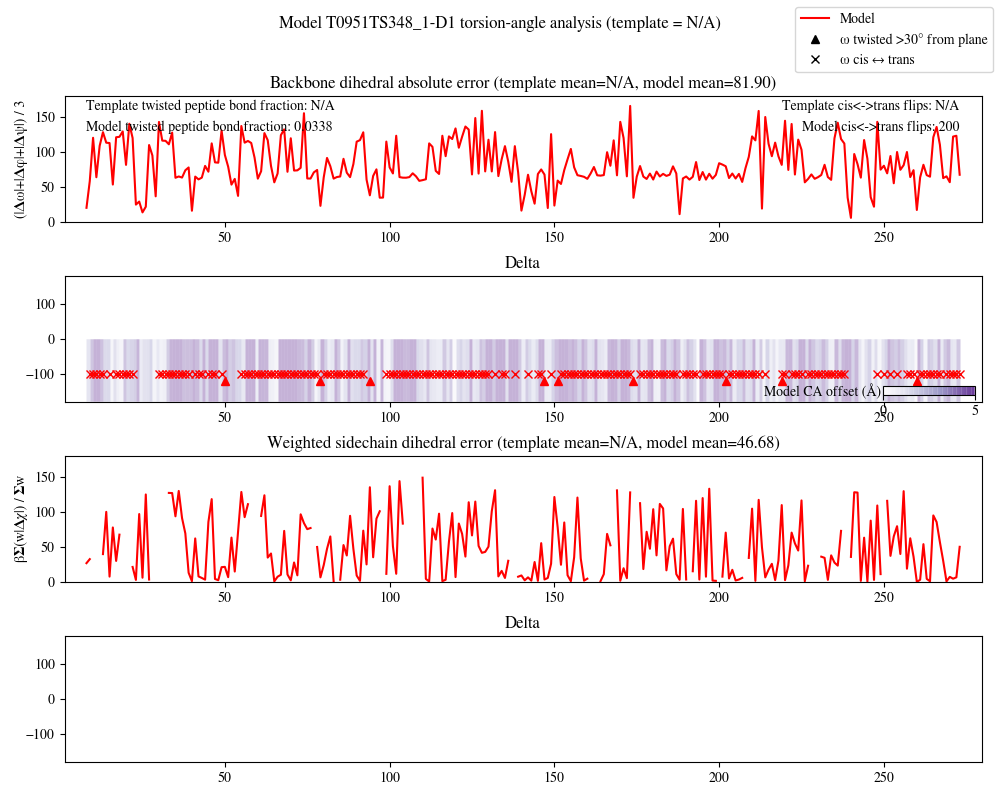 Model T0951TS348_1-D1 torsion-angle analysis (template = N/A)
Model
ω twisted >30° from plane
ω cis ↔ trans
Backbone dihedral absolute error (template mean=N/A, model mean=81.90)
Template twisted peptide bond fraction: N/A
Template cis<->trans flips: N/A
Model twisted peptide bond fraction: 0.0338
Model cis<->trans flips: 200
(|Δω|+|Δφ|+|Δψ|) / 3
150
100
50
0
50 100 150 200 250
Delta
100
0
−100
Model CA offset (Å)
0 5
50 100 150 200 250
Weighted sidechain dihedral error (template mean=N/A, model mean=46.68)
βΣ(w|Δχ|) / Σw
150
100
50
0
50 100 150 200 250
Delta
100
0
−100
50 100 150 200 250